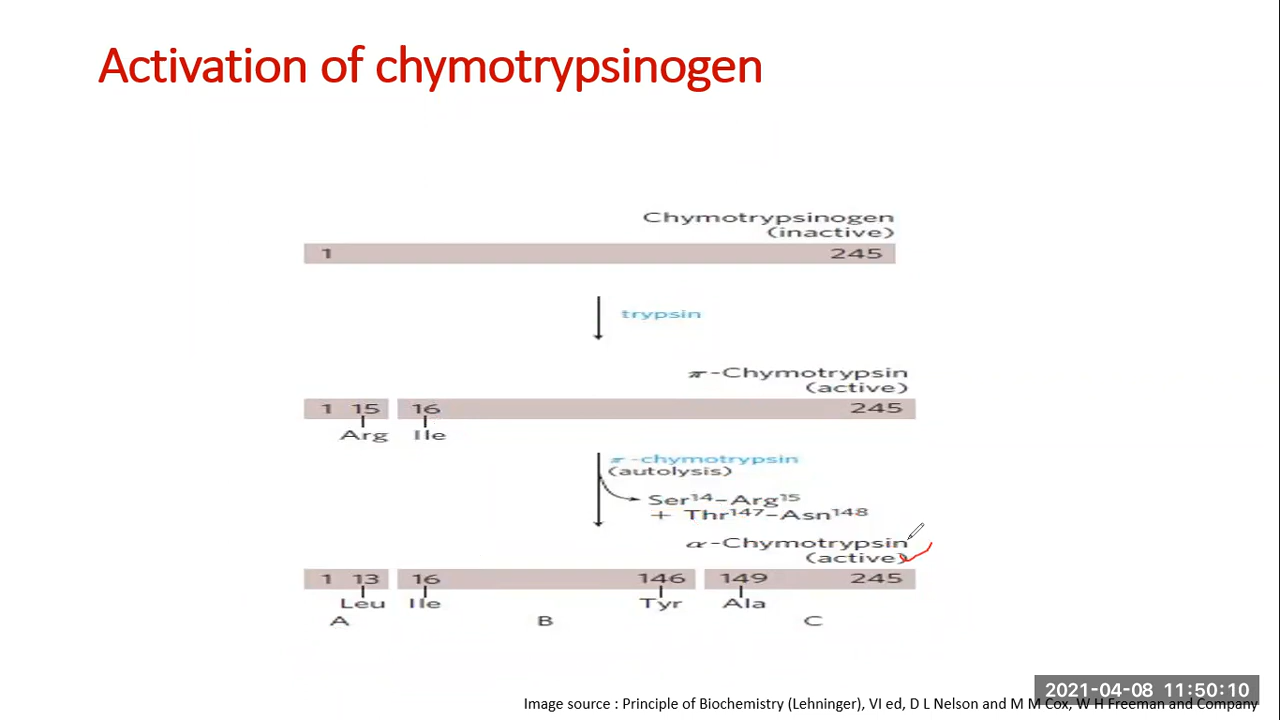 Activation of chymotrypsinogen
Chymotrypsinogen
(inactive)
1 245
trypsin
π-Chymotrypsin
(active)
1 15 16 245
Arg Ile
π-chymotrypsin
(autolysis)
Ser¹⁴–Arg¹⁵
+ Thr¹⁴⁷–Asn¹⁴⁸
α-Chymotrypsin
(active)
1 13 16 146 149 245
Leu Ile Tyr Ala
A B C
2021-04-08 11:50:10
Image source : Principle of Biochemistry (Lehninger), VI ed, D L Nelson and M M Cox, W H Freeman and Company